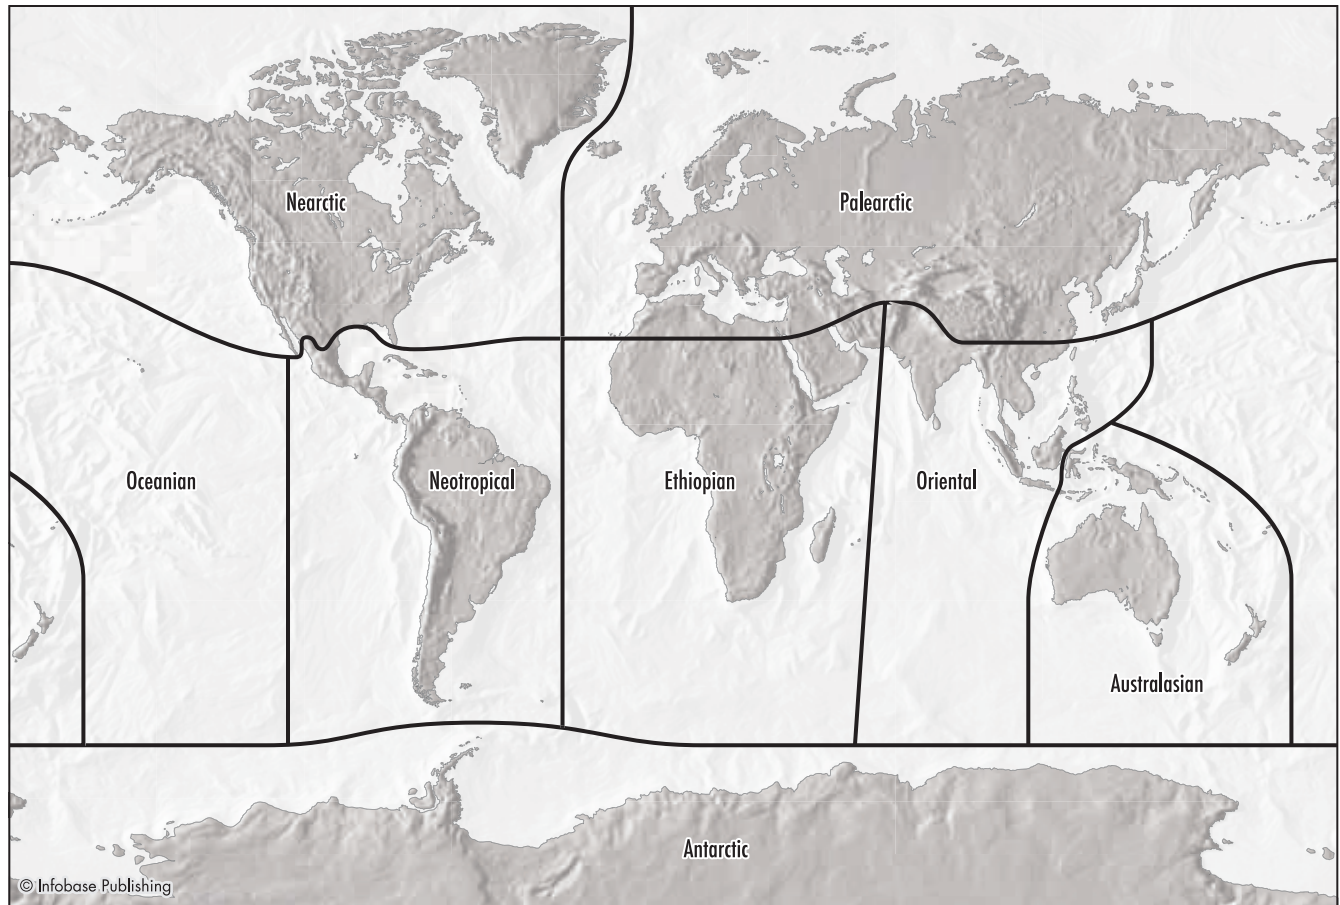 Nearctic
Palearctic
Oceanian
Neotropical
Ethiopian
Oriental
Australasian
Antarctic
© Infobase Publishing